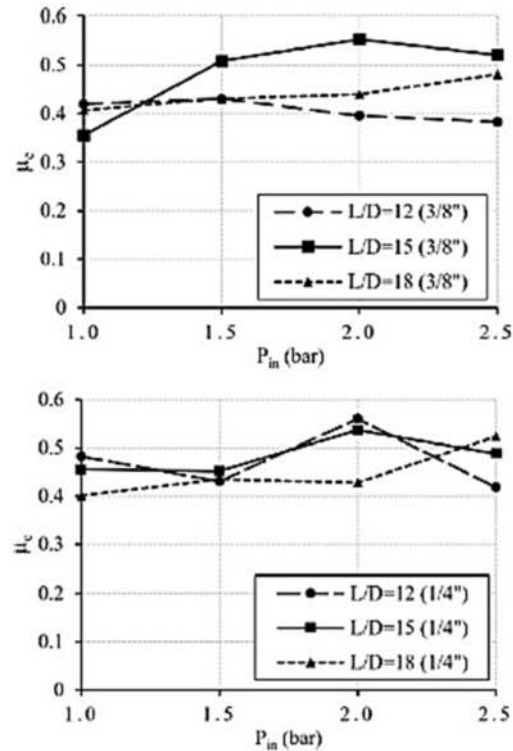 0.6
0.5
0.4
0.3
0.2
0.1
0
μc
L/D=12 (3/8")
L/D=15 (3/8")
L/D=18 (3/8")
1.0 1.5 2.0 2.5
Pin (bar)
0.6
0.5
0.4
0.3
0.2
0.1
0
μc
L/D=12 (1/4")
L/D=15 (1/4")
L/D=18 (1/4")
1.0 1.5 2.0 2.5
Pin (bar)